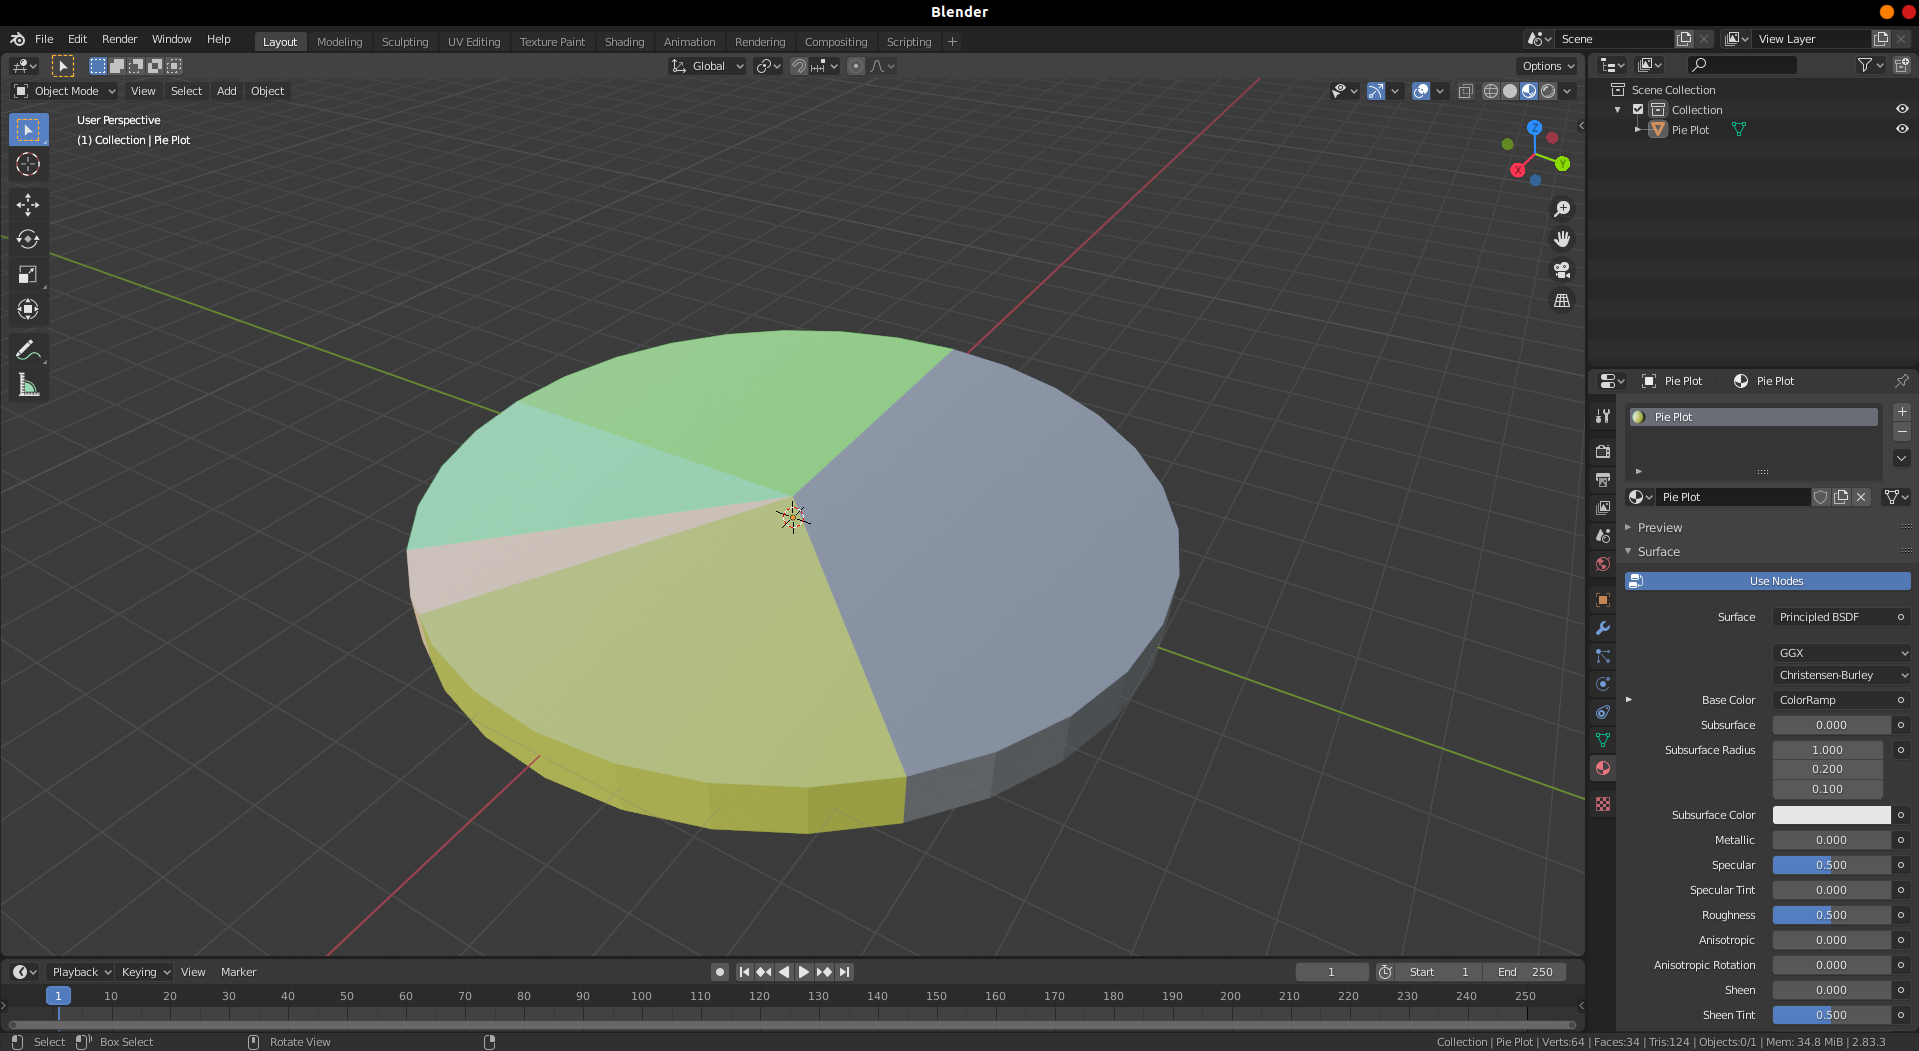 Blender
File Edit Render Window Help Layout Modeling Sculpting UV Editing Texture Paint Shading Animation Rendering Compositing Scripting + Scene View Layer
Global Options
Object Mode View Select Add Object
User Perspective
(1) Collection | Pie Plot
Z
Y
X
Scene Collection
Collection
Pie Plot
Pie Plot Pie Plot
Pie Plot
Pie Plot
Preview
Surface
Use Nodes
Surface Principled BSDF
GGX
Christensen-Burley
Base Color ColorRamp
Subsurface 0.000
Subsurface Radius 1.000
0.200
0.100
Subsurface Color
Metallic 0.000
Specular 0.500
Specular Tint 0.000
Roughness 0.500
Anisotropic 0.000
Anisotropic Rotation 0.000
Sheen 0.000
Sheen Tint 0.500
Playback Keying View Marker 1 Start 1 End 250
1 10 20 30 40 50 60 70 80 90 100 110 120 130 140 150 160 170 180 190 200 210 220 230 240 250
Select Box Select Rotate View Collection | Pie Plot | Verts:64 | Faces:34 | Tris:124 | Objects:0/1 | Mem: 34.8 MiB | 2.83.3